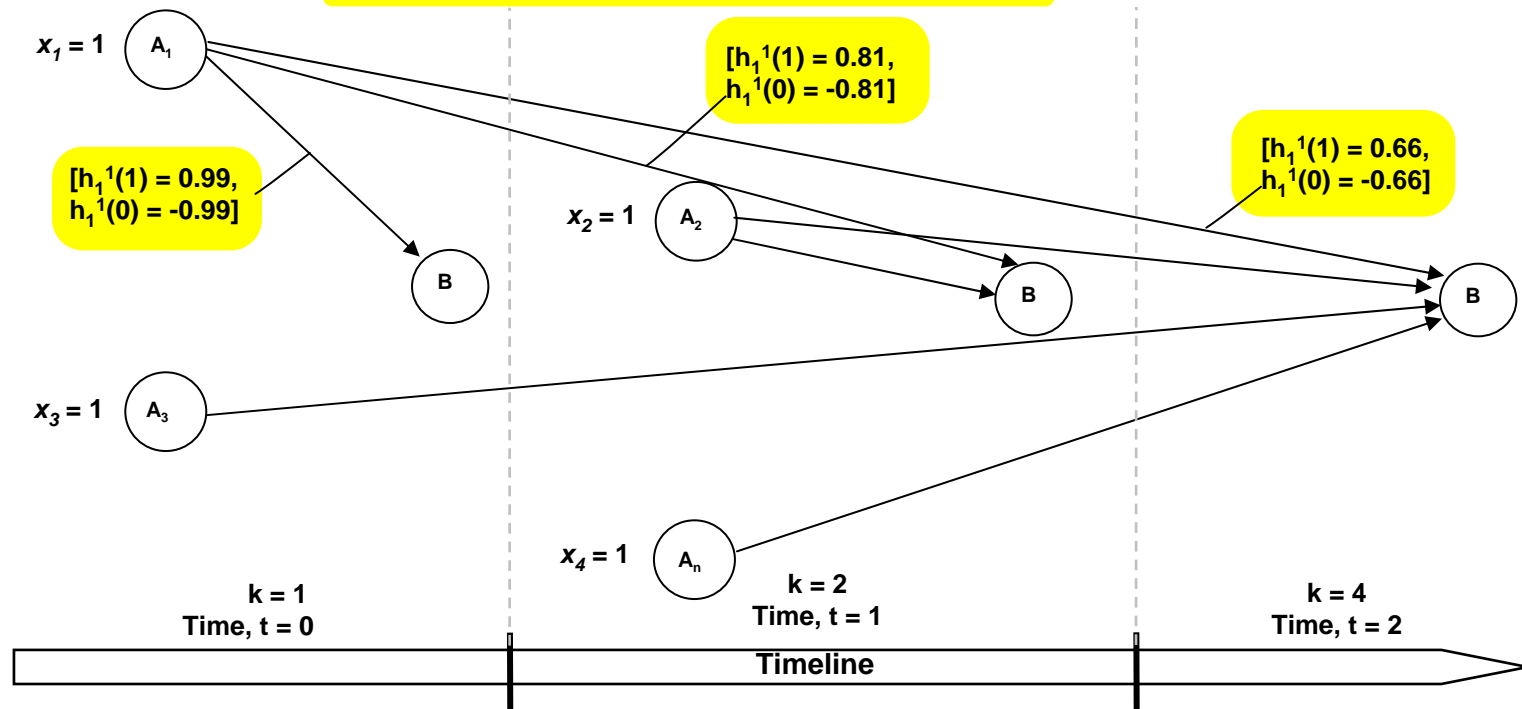 x₁ = 1
A₁
[h₁¹(1) = 0.81,
h₁¹(0) = -0.81]
[h₁¹(1) = 0.66,
h₁¹(0) = -0.66]
[h₁¹(1) = 0.99,
h₁¹(0) = -0.99]
x₂ = 1
A₂
B
B
B
x₃ = 1
A₃
x₄ = 1
Aₙ
k = 1
Time, t = 0
k = 2
Time, t = 1
k = 4
Time, t = 2
Timeline